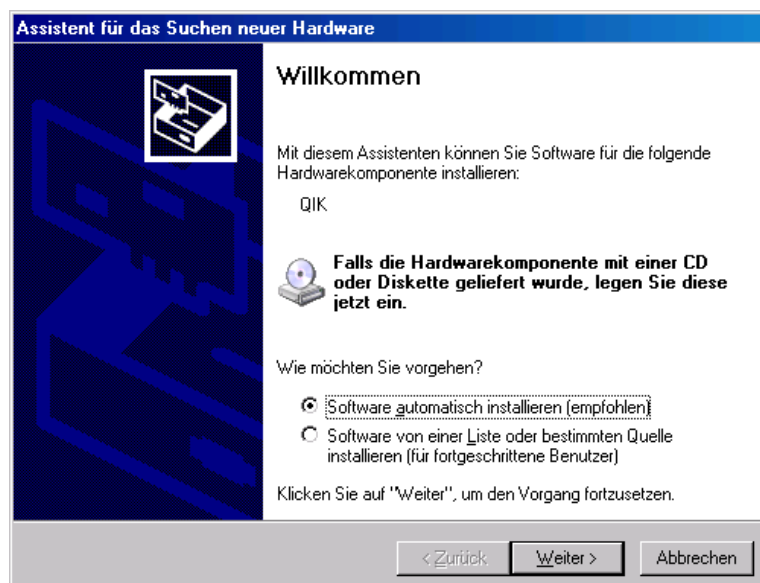 Assistent für das Suchen neuer Hardware
Willkommen
Mit diesem Assistenten können Sie Software für die folgende
Hardwarekomponente installieren:
QIK
Falls die Hardwarekomponente mit einer CD
oder Diskette geliefert wurde, legen Sie diese
jetzt ein.
Wie möchten Sie vorgehen?
Software automatisch installieren (empfohlen)
Software von einer Liste oder bestimmten Quelle
installieren (für fortgeschrittene Benutzer)
Klicken Sie auf "Weiter", um den Vorgang fortzusetzen.
< Zurück
Weiter >
Abbrechen